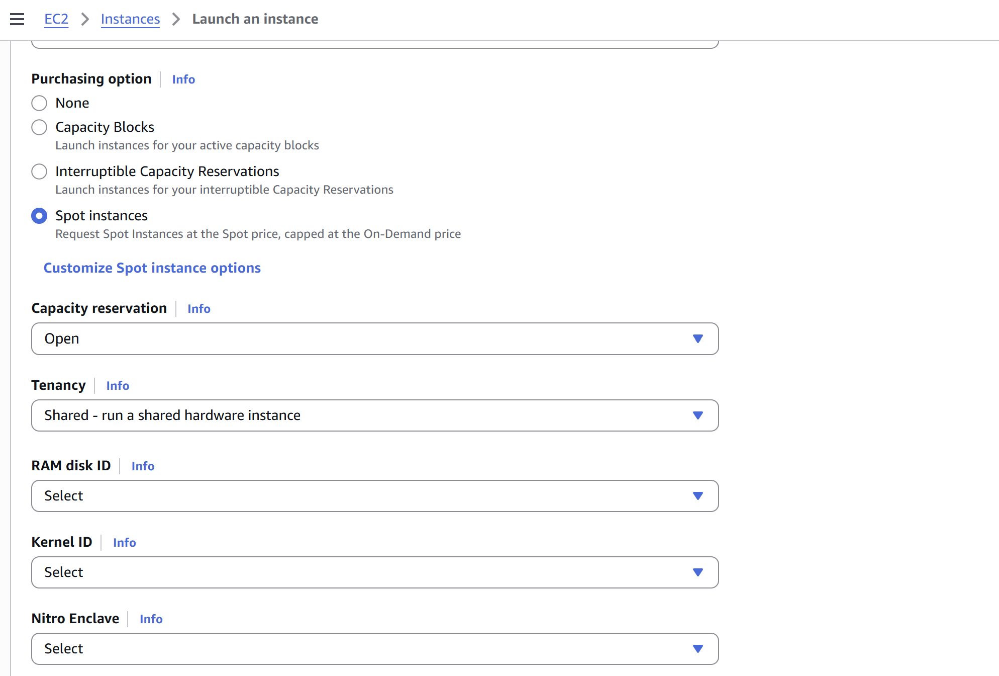 EC2 Instances Launch an instance
Purchasing option Info
None
Capacity Blocks
Launch instances for your active capacity blocks
Interruptible Capacity Reservations
Launch instances for your interruptible Capacity Reservations
Spot instances
Request Spot Instances at the Spot price, capped at the On-Demand price
Customize Spot instance options
Capacity reservation Info
Open
Tenancy Info
Shared - run a shared hardware instance
RAM disk ID Info
Select
Kernel ID Info
Select
Nitro Enclave Info
Select